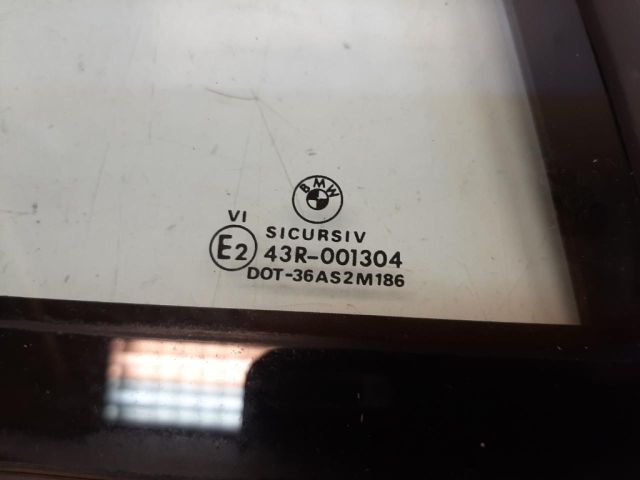 BMW
VI
SICURSIV
E2 43R-001304
DOT-36AS2M186